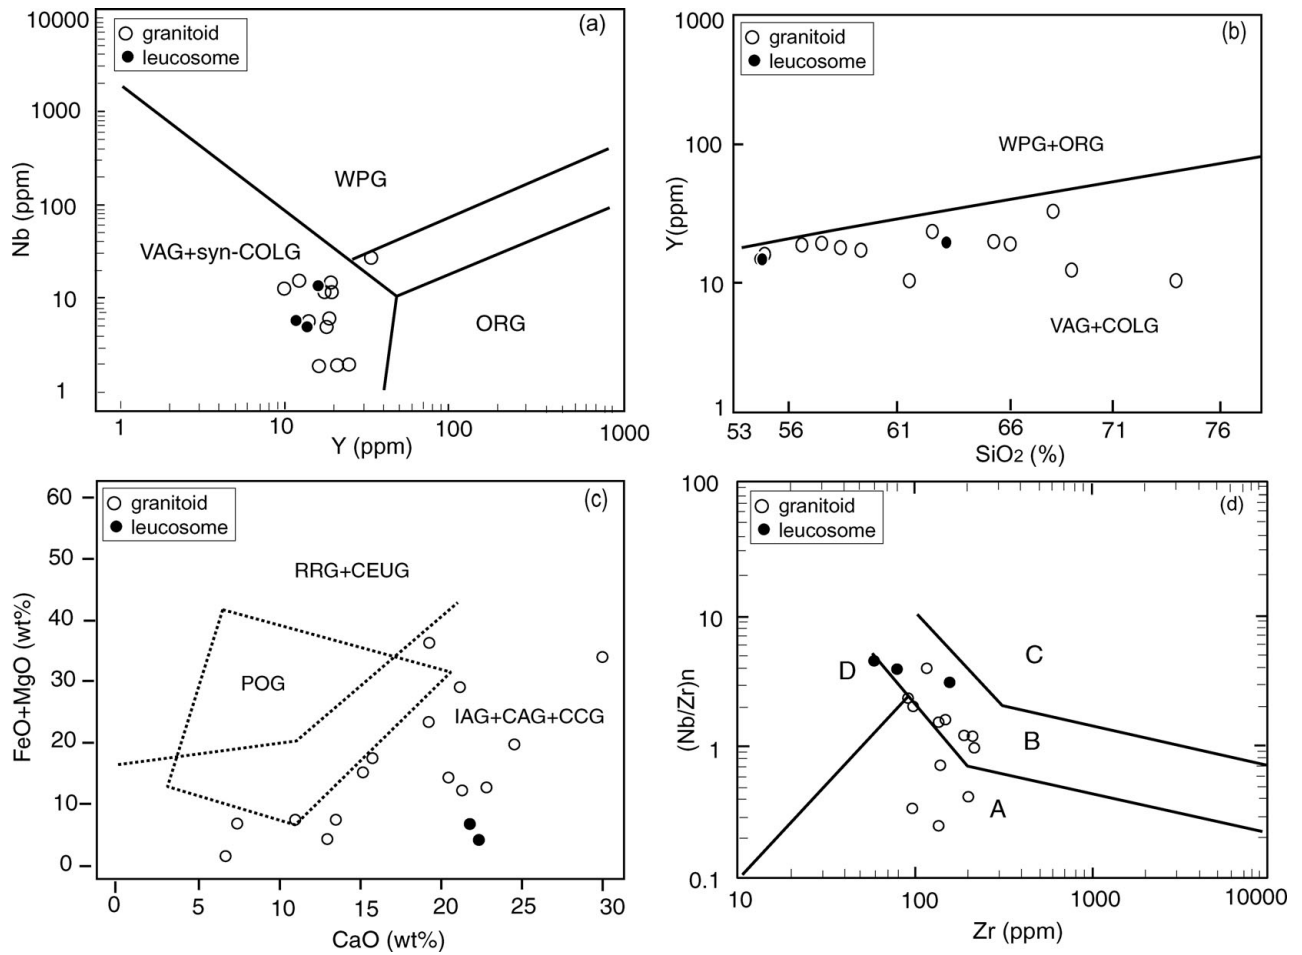 (a)
granitoid
leucosome
10000
1000
100
10
1
Nb (ppm)
WPG
VAG+syn-COLG
ORG
1
10
100
1000
Y (ppm)
(b)
granitoid
leucosome
1000
100
10
1
Y(ppm)
WPG+ORG
VAG+COLG
53
56
61
66
71
76
SiO2 (%)
(c)
granitoid
leucosome
60
50
40
30
20
10
0
FeO+MgO (wt%)
RRG+CEUG
POG
IAG+CAG+CCG
0
5
10
15
20
25
30
CaO (wt%)
(d)
granitoid
leucosome
100
10
1
0.1
(Nb/Zr)n
D
C
B
A
10
100
1000
10000
Zr (ppm)